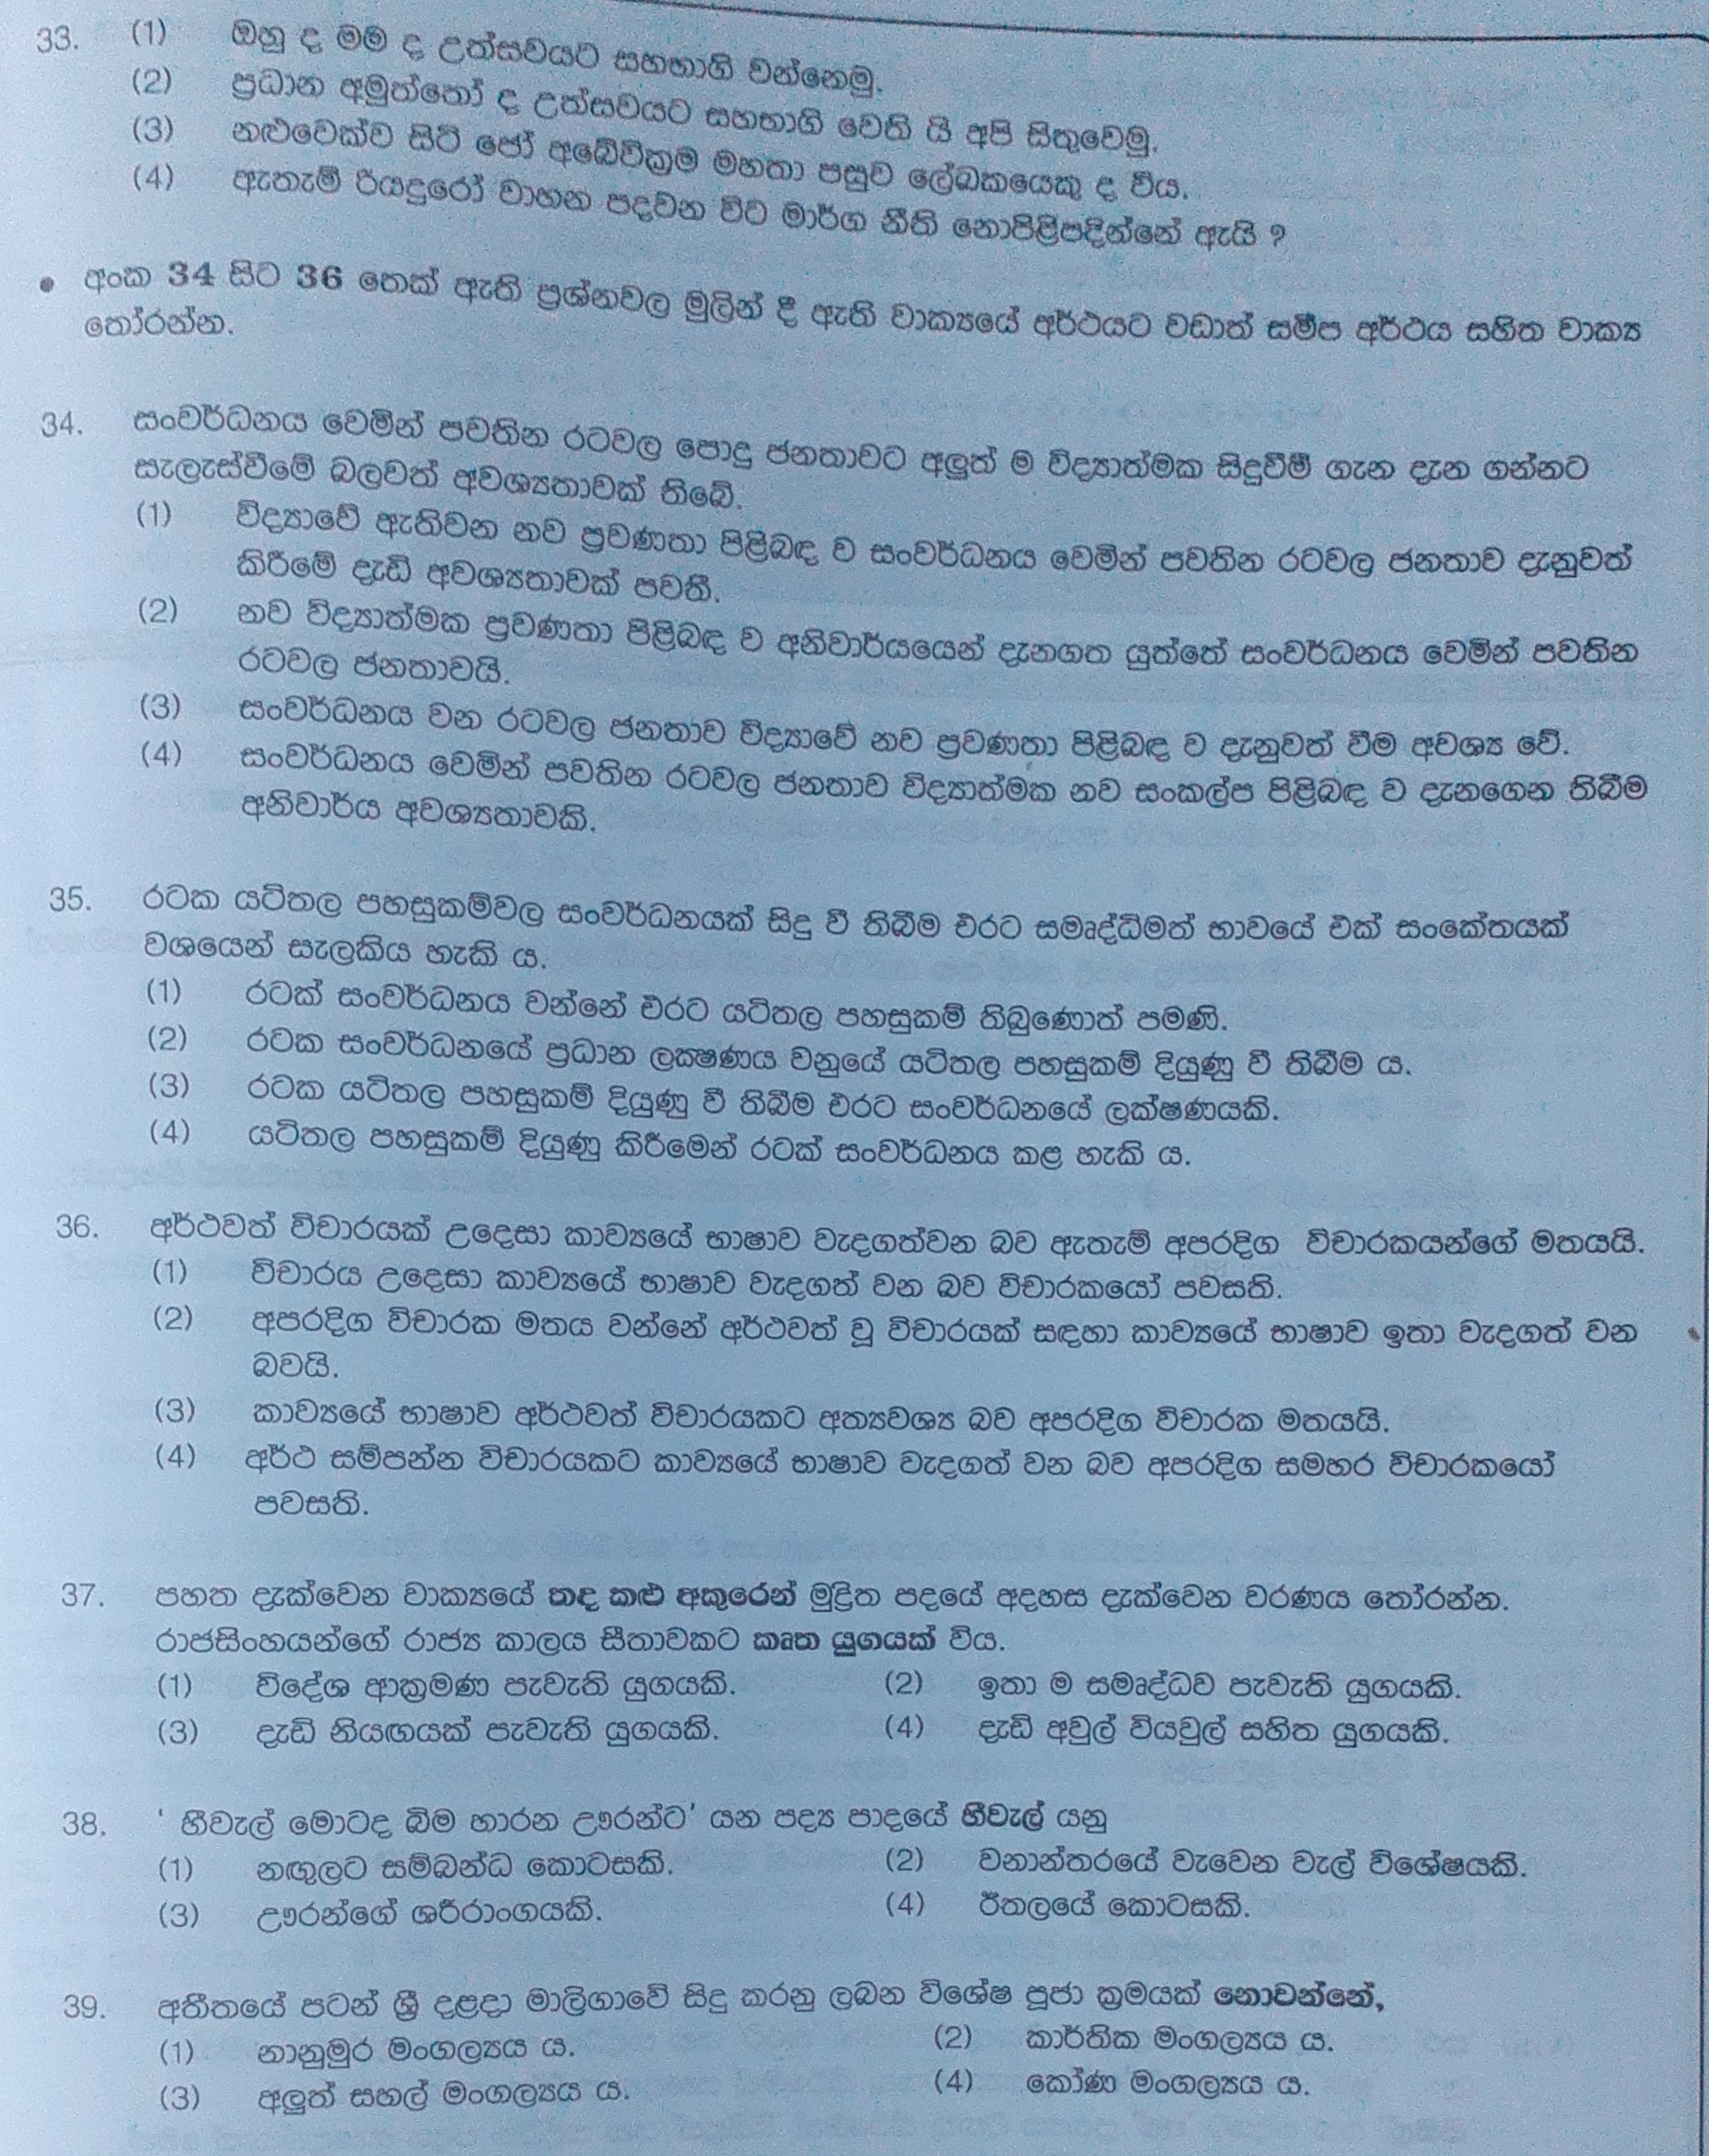 33. (1) ඔහු ද මම ද උත්සවයට සහභාගි වන්නෙමු.
(2) ප්‍රධාන අමුත්තෝ ද උත්සවයට සහභාගි වෙති යි අපි සිතුවෙමු.
(3) නළුවෙක්ව සිටි ජෝ අබේවික්‍රම මහතා පසුව ලේඛකයෙකු ද විය.
(4) ඇතැම් රියදුරෝ වාහන පදවන විට මාර්ග නීති නොපිළිපදින්නේ ඇයි ?
• අංක 34 සිට 36 තෙක් ඇති ප්‍රශ්නවල මුලින් දී ඇති වාක්‍යයේ අර්ථයට වඩාත් සමීප අර්ථය සහිත වාක්‍ය
තෝරන්න.
34. සංවර්ධනය වෙමින් පවතින රටවල පොදු ජනතාවට අලුත් ම විද්‍යාත්මක සිදුවීම් ගැන දැන ගන්නට
සැලැස්වීමේ බලවත් අවශ්‍යතාවක් තිබේ.
(1) විද්‍යාවේ ඇතිවන නව ප්‍රවණතා පිළිබඳ ව සංවර්ධනය වෙමින් පවතින රටවල ජනතාව දැනුවත්
කිරීමේ දැඩි අවශ්‍යතාවක් පවතී.
(2) නව විද්‍යාත්මක ප්‍රවණතා පිළිබඳ ව අනිවාර්යයෙන් දැනගත යුත්තේ සංවර්ධනය වෙමින් පවතින
රටවල ජනතාවයි.
(3) සංවර්ධනය වන රටවල ජනතාව විද්‍යාවේ නව ප්‍රවණතා පිළිබඳ ව දැනුවත් වීම අවශ්‍ය වේ.
(4) සංවර්ධනය වෙමින් පවතින රටවල ජනතාව විද්‍යාත්මක නව සංකල්ප පිළිබඳ ව දැනගෙන තිබීම
අනිවාර්ය අවශ්‍යතාවකි.
35. රටක යටිතල පහසුකම්වල සංවර්ධනයක් සිදු වී තිබීම එරට සමෘද්ධිමත් භාවයේ එක් සංකේතයක්
වශයෙන් සැලකිය හැකි ය.
(1) රටක් සංවර්ධනය වන්නේ එරට යටිතල පහසුකම් තිබුණොත් පමණි.
(2) රටක සංවර්ධනයේ ප්‍රධාන ලක්‍ෂණය වනුයේ යටිතල පහසුකම් දියුණු වී තිබීම ය.
(3) රටක යටිතල පහසුකම් දියුණු වී තිබීම එරට සංවර්ධනයේ ලක්ෂණයකි.
(4) යටිතල පහසුකම් දියුණු කිරීමෙන් රටක් සංවර්ධනය කළ හැකි ය.
36. අර්ථවත් විචාරයක් උදෙසා කාව්‍යයේ භාෂාව වැදගත්වන බව ඇතැම් අපරදිග විචාරකයන්ගේ මතයයි.
(1) විචාරය උදෙසා කාව්‍යයේ භාෂාව වැදගත් වන බව විචාරකයෝ පවසති.
(2) අපරදිග විචාරක මතය වන්නේ අර්ථවත් වූ විචාරයක් සඳහා කාව්‍යයේ භාෂාව ඉතා වැදගත් වන
බවයි.
(3) කාව්‍යයේ භාෂාව අර්ථවත් විචාරයකට අත්‍යවශ්‍ය බව අපරදිග විචාරක මතයයි.
(4) අර්ථ සම්පන්න විචාරයකට කාව්‍යයේ භාෂාව වැදගත් වන බව අපරදිග සමහර විචාරකයෝ
පවසති.
37. පහත දැක්වෙන වාක්‍යයේ තද කළු අකුරෙන් මුද්‍රිත පදයේ අදහස දැක්වෙන වරණය තෝරන්න.
රාජසිංහයන්ගේ රාජ්‍ය කාලය සීතාවකට කෘත යුගයක් විය.
(1) විදේශ ආක්‍රමණ පැවැති යුගයකි. (2) ඉතා ම සමෘද්ධව පැවැති යුගයකි.
(3) දැඩි නියඟයක් පැවැති යුගයකි. (4) දැඩි අවුල් වියවුල් සහිත යුගයකි.
38. ‘ හීවැල් මොටද බිම හාරන ඌරන්ට’ යන පද්‍ය පාදයේ හීවැල් යනු
(1) නඟුලට සම්බන්ධ කොටසකි. (2) වනාන්තරයේ වැවෙන වැල් විශේෂයකි.
(3) ඌරන්ගේ ශරීරාංගයකි. (4) ඊතලයේ කොටසකි.
39. අතීතයේ පටන් ශ්‍රී දළදා මාලිගාවේ සිදු කරනු ලබන විශේෂ පූජා ක්‍රමයක් නොවන්නේ,
(1) නානුමුර මංගල්‍යය ය. (2) කාර්තික මංගල්‍යය ය.
(3) අලුත් සහල් මංගල්‍යය ය. (4) කෝණ මංගල්‍යය ය.